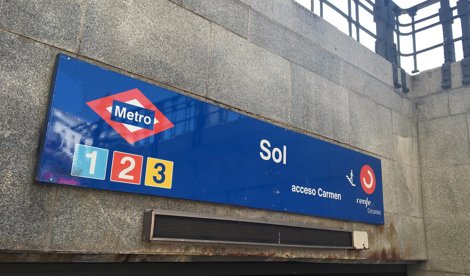 Metro
1 2 3
Sol
acceso Carmen
renfe
Cercanías